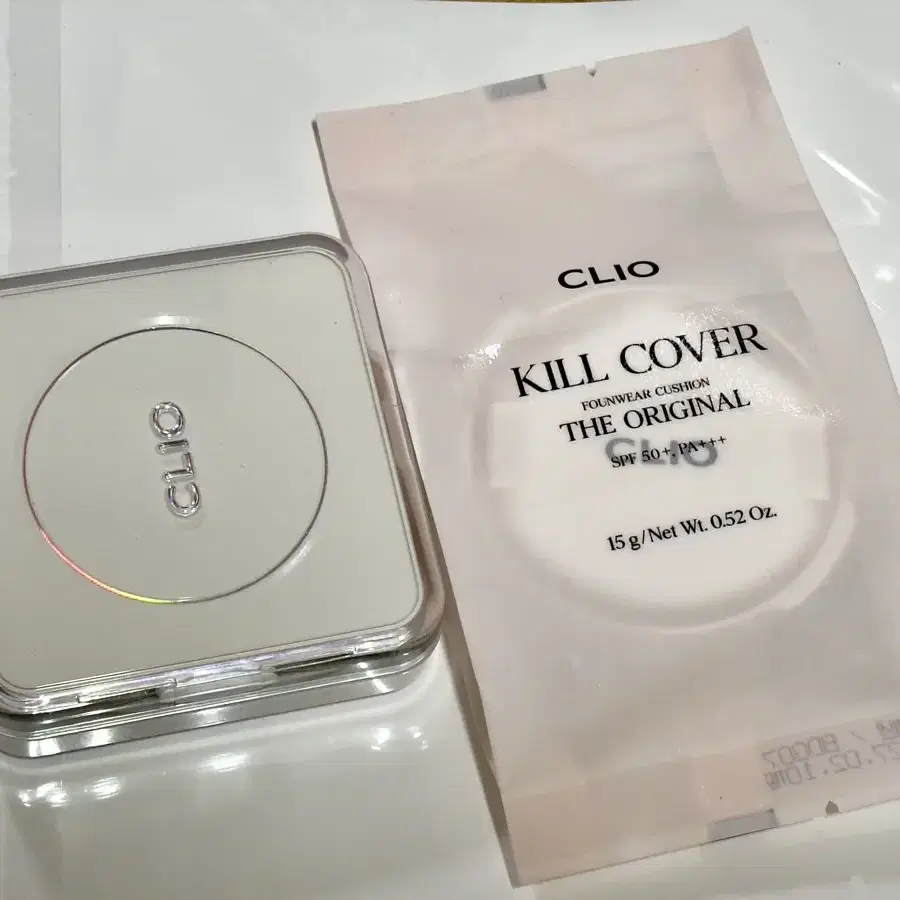 CLIO
CLIO
KILL COVER
FOUNWEAR CUSHION
THE ORIGINAL
CLIO
SPF 50+, PA+++
15 g/Net Wt. 0.52 Oz.